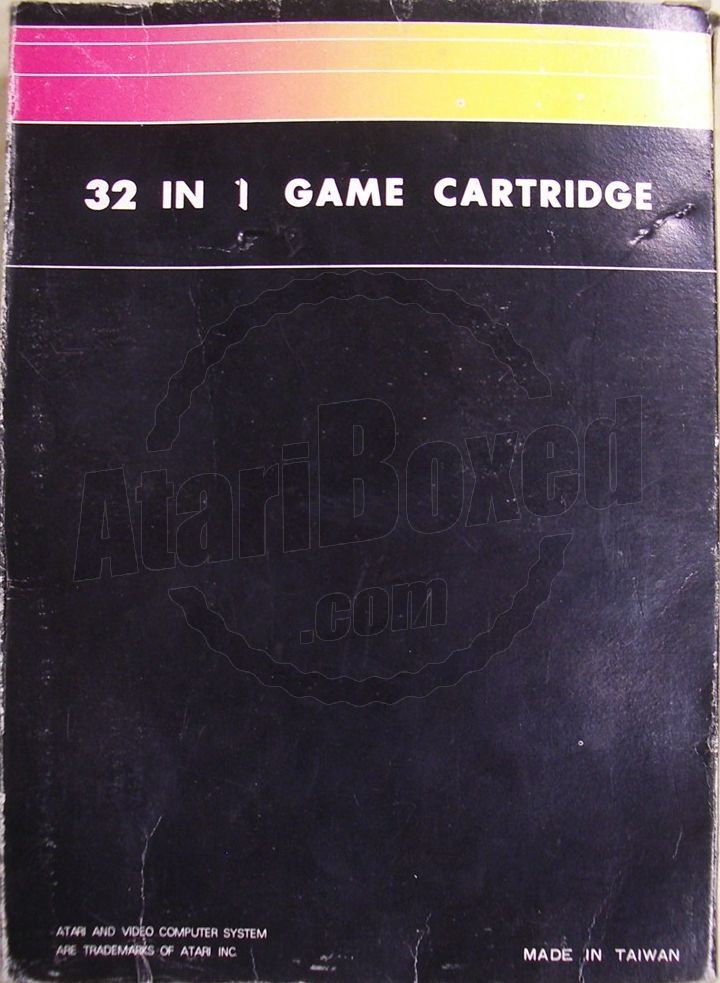 32 IN 1 GAME CARTRIDGE
AtariBoxed
.com
ATARI AND VIDEO COMPUTER SYSTEM
ARE TRADEMARKS OF ATARI INC.
MADE IN TAIWAN